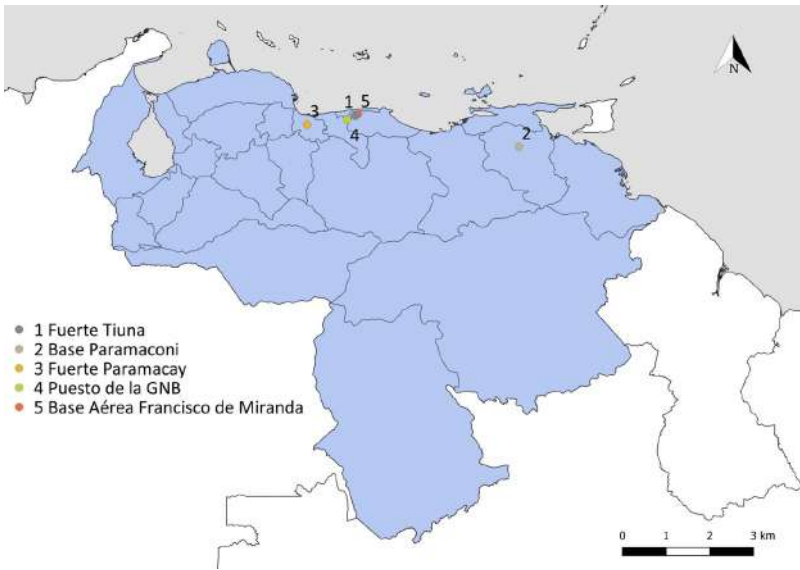 N
1 5
3
4
2
1 Fuerte Tiuna
2 Base Paramaconi
3 Fuerte Paramacay
4 Puesto de la GNB
5 Base Aérea Francisco de Miranda
0 1 2 3 km